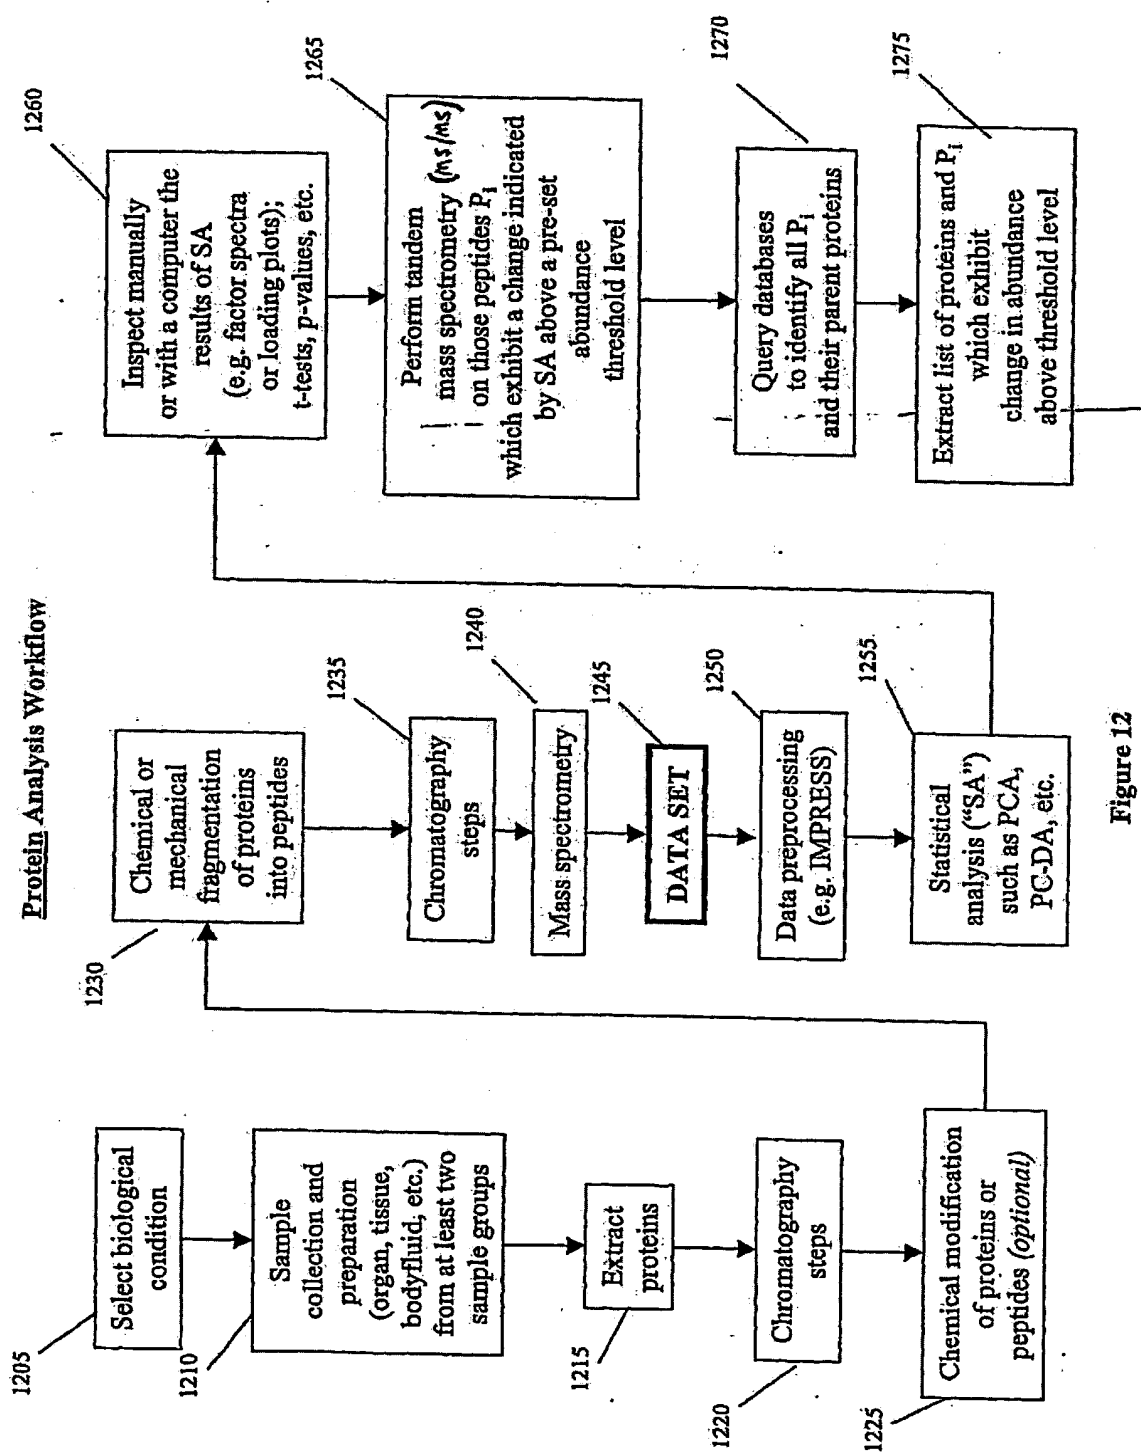 Protein Analysis Workflow
1205
Select biological
condition
1210
Sample
collection and
preparation
(organ, tissue,
bodyfluid, etc.)
from at least two
sample groups
1215
Extract
proteins
1220
Chromatography
steps
1225
Chemical modification
of proteins or
peptides (optional)
1230
Chemical or
mechanical
fragmentation
of proteins
into peptides
1235
Chromatography
steps
1240
Mass spectrometry
1245
DATA SET
1250
Data preprocessing
(e.g. IMPRESS)
1255
Statistical
analysis ("SA")
such as PCA,
PC-DA, etc.
1260
Inspect manually
or with a computer the
results of SA
(e.g. factor spectra
or loading plots);
t-tests, p-values, etc.
1265
Perform tandem
mass spectrometry (ms/ms)
on those peptides Pi
which exhibit a change indicated
by SA above a pre-set
abundance
threshold level
1270
Query databases
to identify all Pi
and their parent proteins
1275
Extract list of proteins and Pi
which exhibit
change in abundance
above threshold level
Figure 12